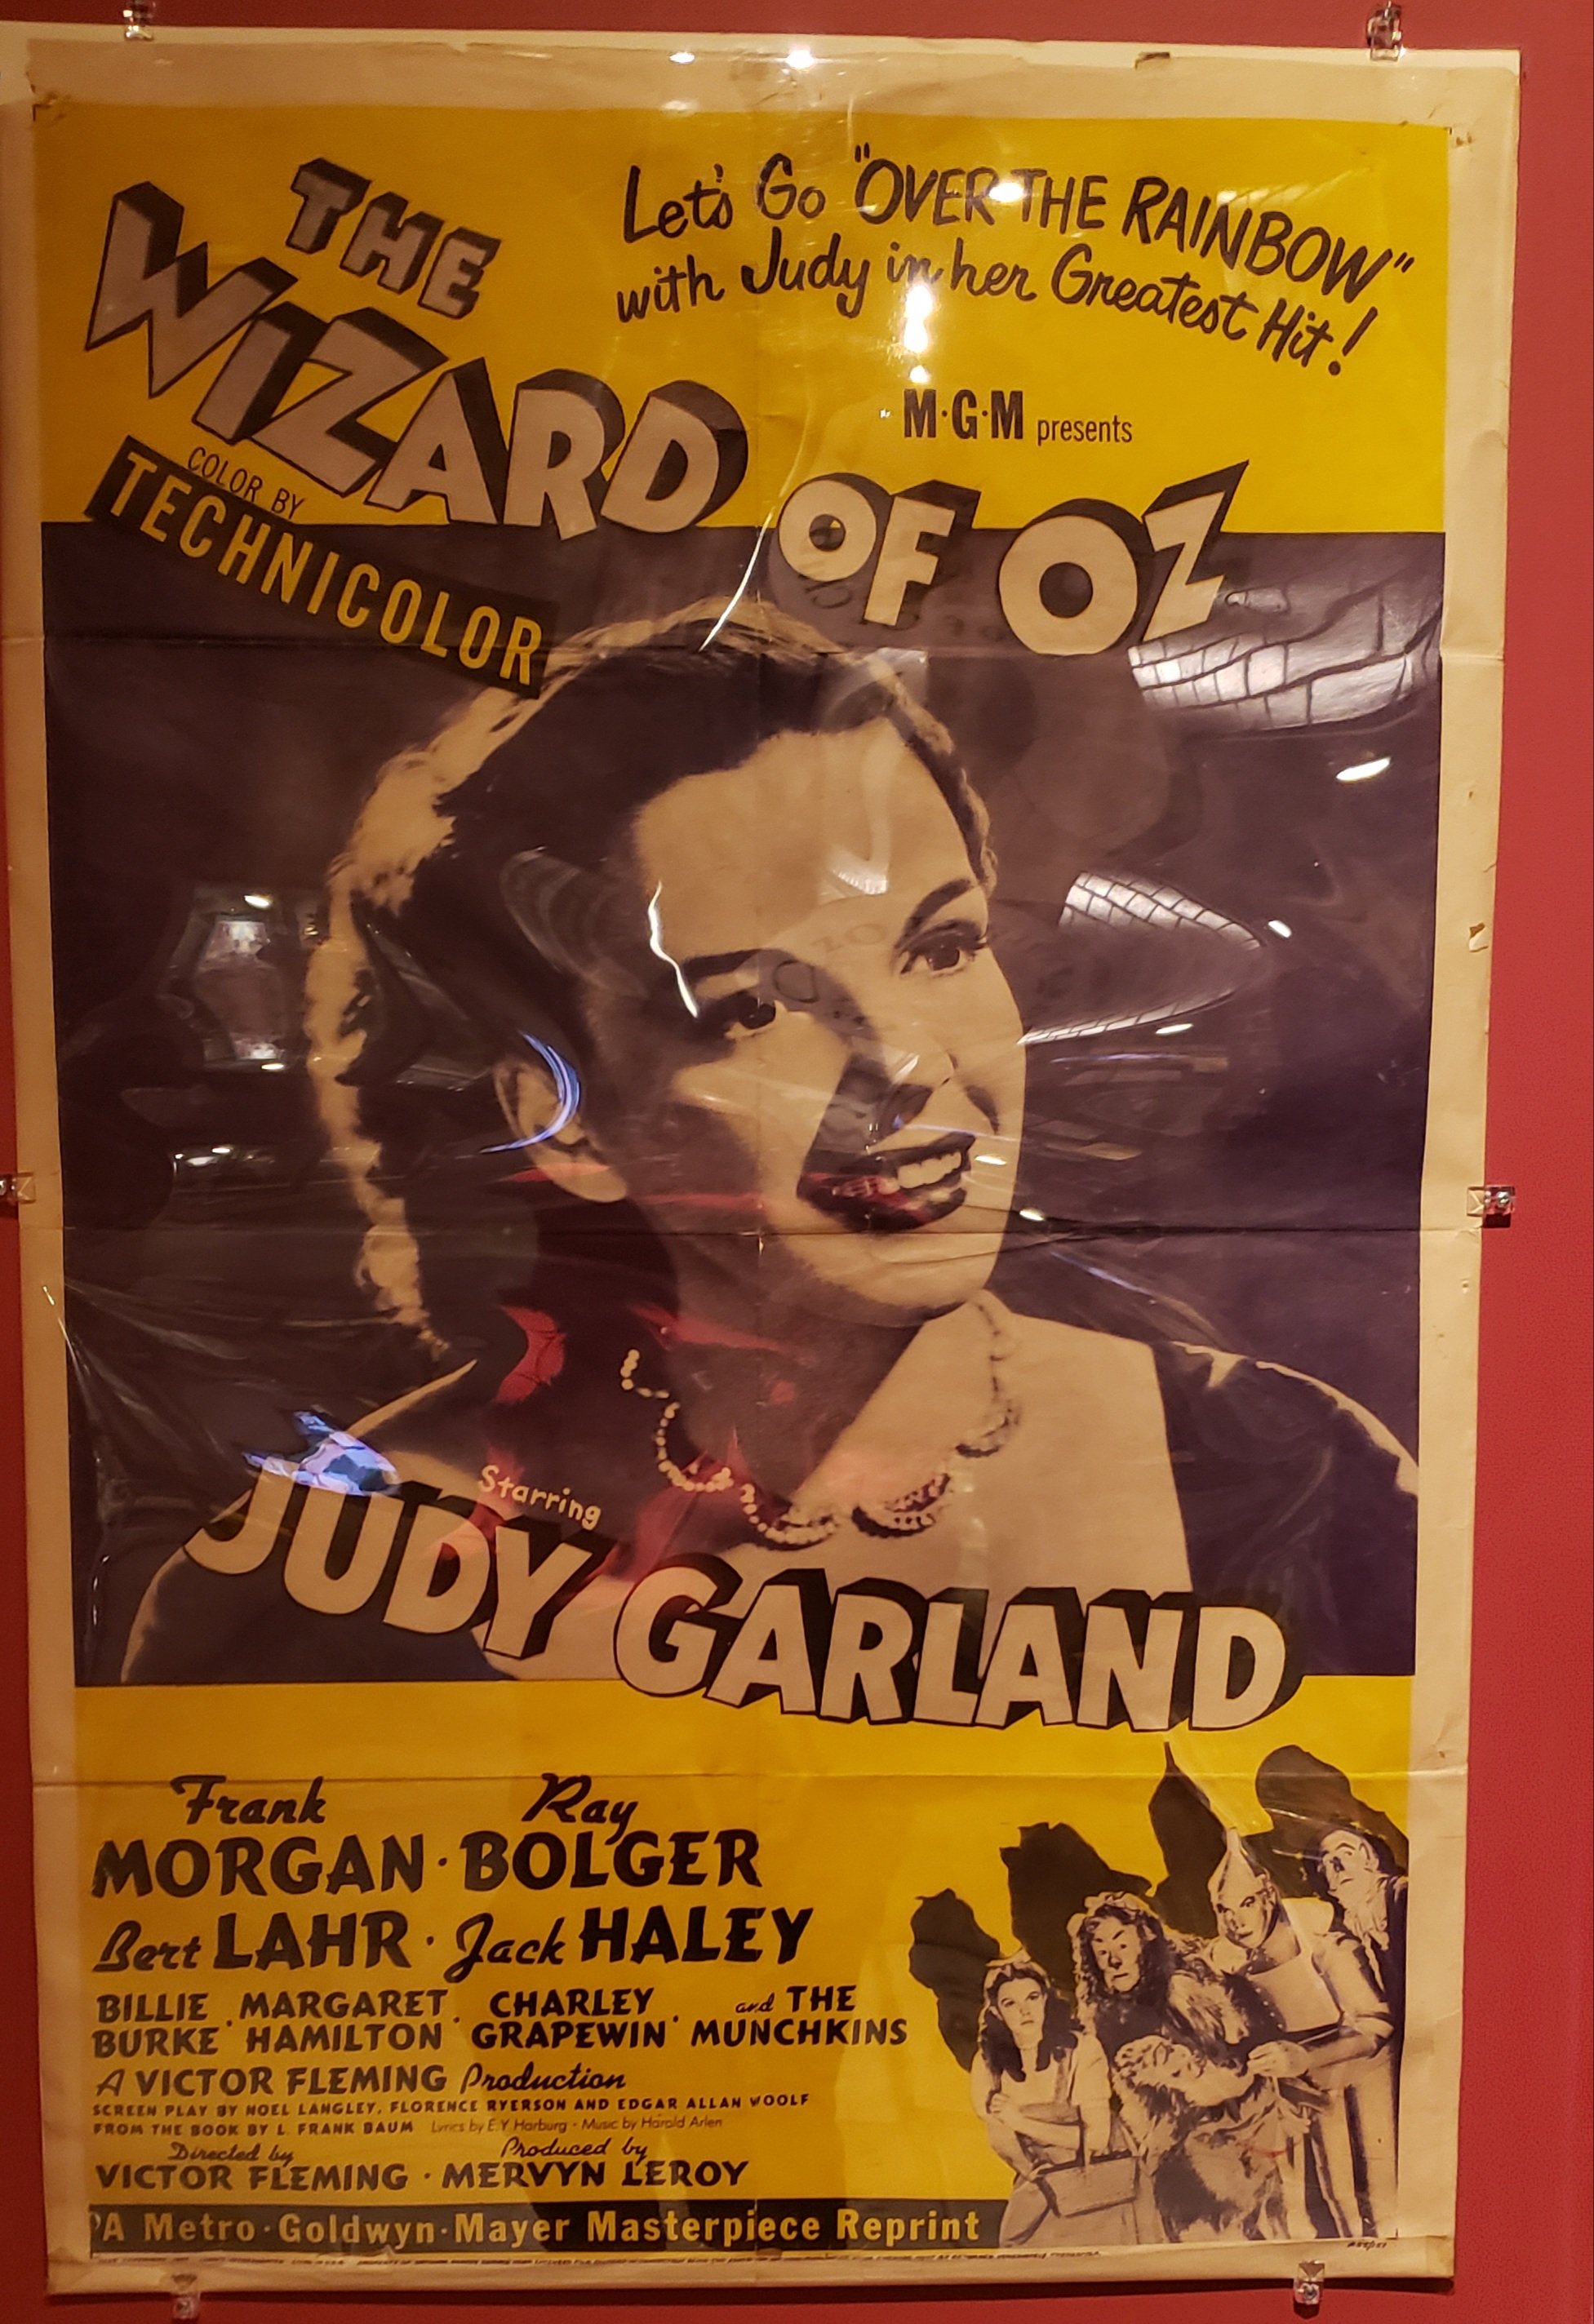 THE
WIZARD
OF OZ
Let's Go "OVER THE RAINBOW"
with Judy in her Greatest Hit!
M·G·M presents
COLOR BY
TECHNICOLOR
Starring
JUDY GARLAND
Frank MORGAN · Ray BOLGER
Bert LAHR · Jack HALEY
BILLIE BURKE · MARGARET HAMILTON · CHARLEY GRAPEWIN · and THE MUNCHKINS
A VICTOR FLEMING Production
SCREEN PLAY BY NOEL LANGLEY, FLORENCE RYERSON AND EDGAR ALLAN WOOLF
FROM THE BOOK BY L. FRANK BAUM Lyrics by E.Y. Harburg - Music by Harold Arlen
Directed by VICTOR FLEMING · Produced by MERVYN LEROY
A Metro·Goldwyn·Mayer Masterpiece Reprint